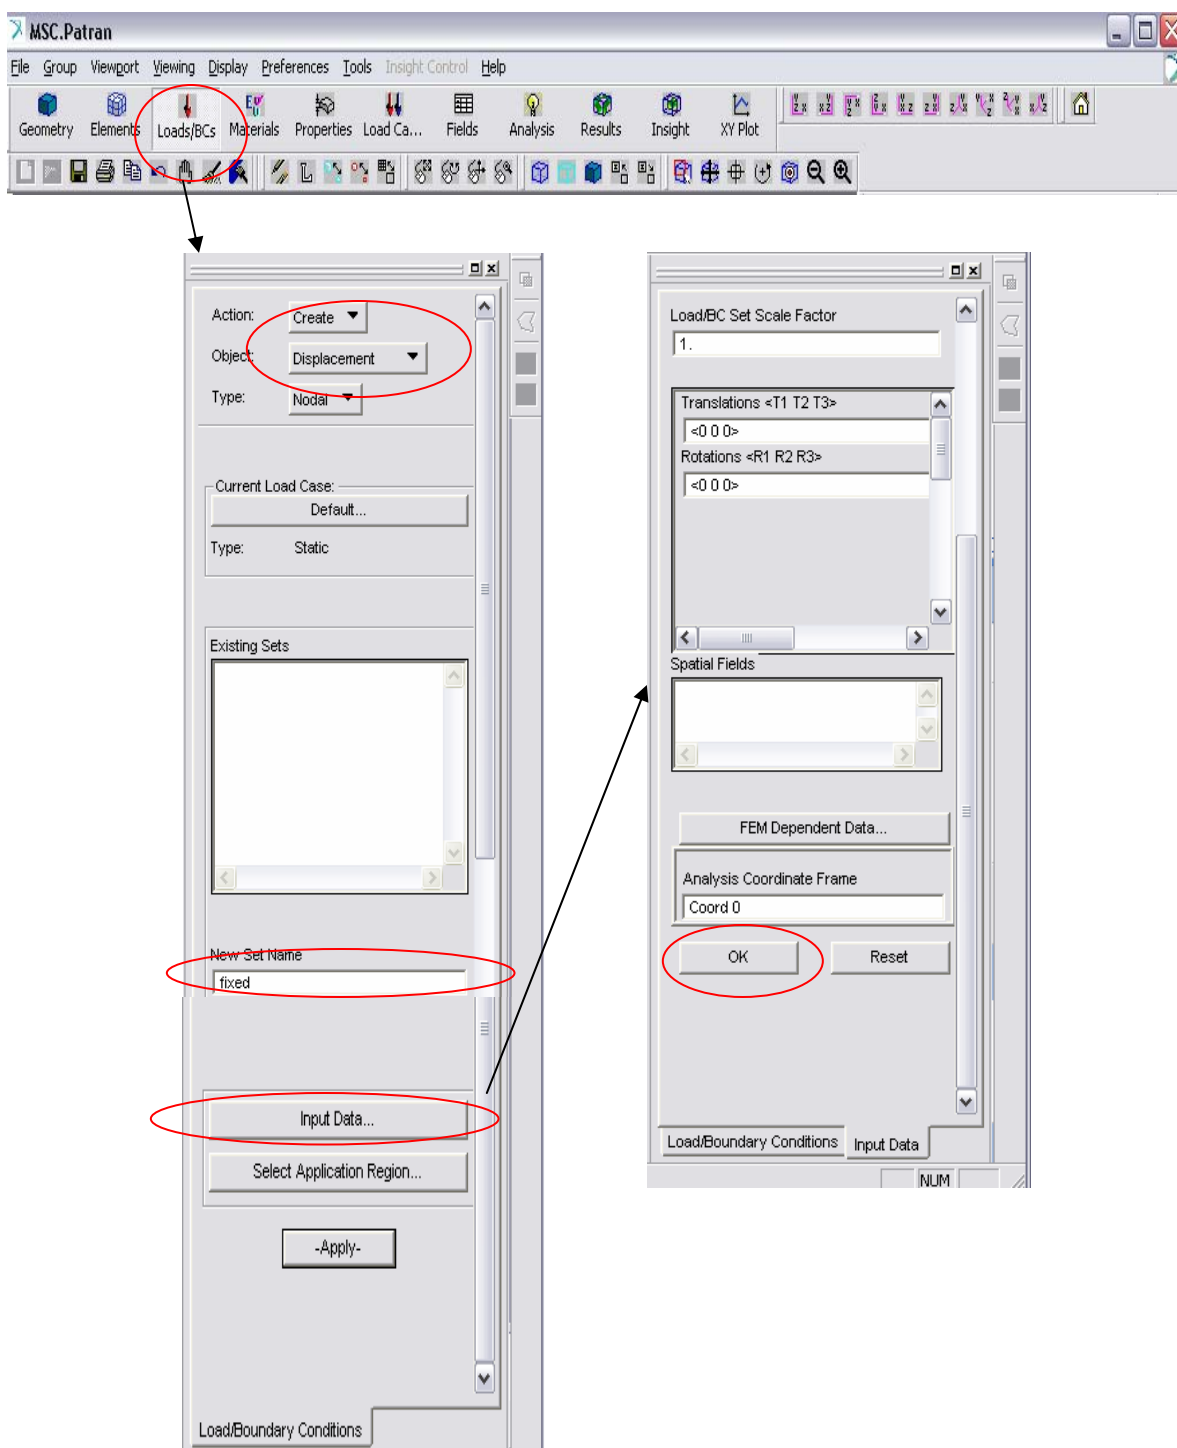 MSC.Patran
File Group Viewport Viewing Display Preferences Tools Insight Control Help
Geometry Elements Loads/BCs Materials Properties Load Ca... Fields Analysis Results Insight XY Plot
Action: Create
Object: Displacement
Type: Nodal
Current Load Case:
Default...
Type: Static
Existing Sets
New Set Name
fixed
Input Data...
Select Application Region...
-Apply-
Load/Boundary Conditions
Load/BC Set Scale Factor
1.
Translations <T1 T2 T3>
<0 0 0>
Rotations <R1 R2 R3>
<0 0 0>
Spatial Fields
FEM Dependent Data...
Analysis Coordinate Frame
Coord 0
OK Reset
Load/Boundary Conditions Input Data
NUM